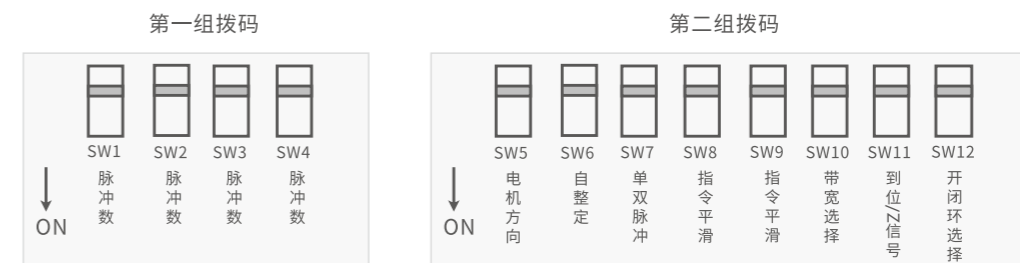 第一组拨码
第二组拨码
SW1 SW2 SW3 SW4
脉冲数 脉冲数 脉冲数 脉冲数
ON
SW5 SW6 SW7 SW8 SW9 SW10 SW11 SW12
电机方向 自整定 单双脉冲 指令平滑 指令平滑 带宽选择 到位/Z信号 开闭环选择
ON